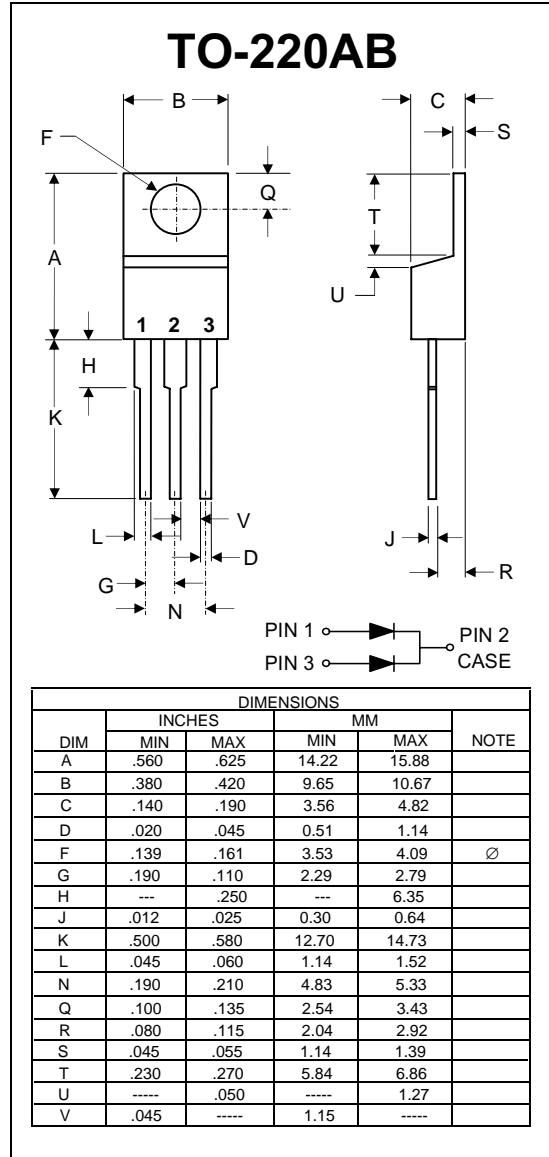 TO-220AB
B
C
S
F
Q
T
A
U
1 2 3
H
K
L
V
D
J
G
R
N
PIN 1
PIN 2
PIN 3
CASE
DIMENSIONS
INCHES MM
DIM MIN MAX MIN MAX NOTE
A .560 .625 14.22 15.88
B .380 .420 9.65 10.67
C .140 .190 3.56 4.82
D .020 .045 0.51 1.14
F .139 .161 3.53 4.09 ∅
G .190 .110 2.29 2.79
H --- .250 --- 6.35
J .012 .025 0.30 0.64
K .500 .580 12.70 14.73
L .045 .060 1.14 1.52
N .190 .210 4.83 5.33
Q .100 .135 2.54 3.43
R .080 .115 2.04 2.92
S .045 .055 1.14 1.39
T .230 .270 5.84 6.86
U ----- .050 ----- 1.27
V .045 ----- 1.15 -----